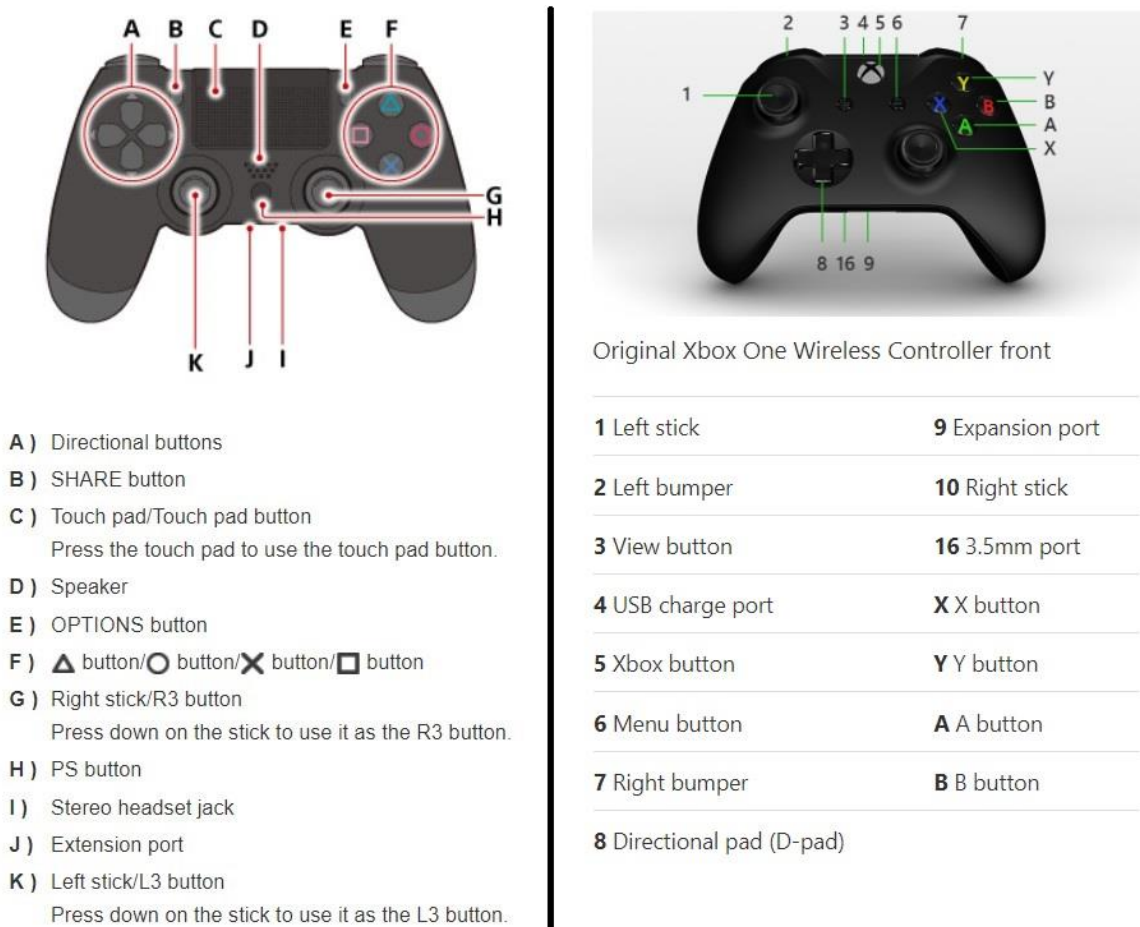 A B C D E F
G
H
K J I
A ) Directional buttons
B ) SHARE button
C ) Touch pad/Touch pad button
Press the touch pad to use the touch pad button.
D ) Speaker
E ) OPTIONS button
F ) △ button/○ button/✕ button/□ button
G ) Right stick/R3 button
Press down on the stick to use it as the R3 button.
H ) PS button
I ) Stereo headset jack
J ) Extension port
K ) Left stick/L3 button
Press down on the stick to use it as the L3 button.
2 3 4 5 6 7
Y
Y
1
X B B
A A
X
8 16 9
Original Xbox One Wireless Controller front
1 Left stick 9 Expansion port
2 Left bumper 10 Right stick
3 View button 16 3.5mm port
4 USB charge port X X button
5 Xbox button Y Y button
6 Menu button A A button
7 Right bumper B B button
8 Directional pad (D-pad)